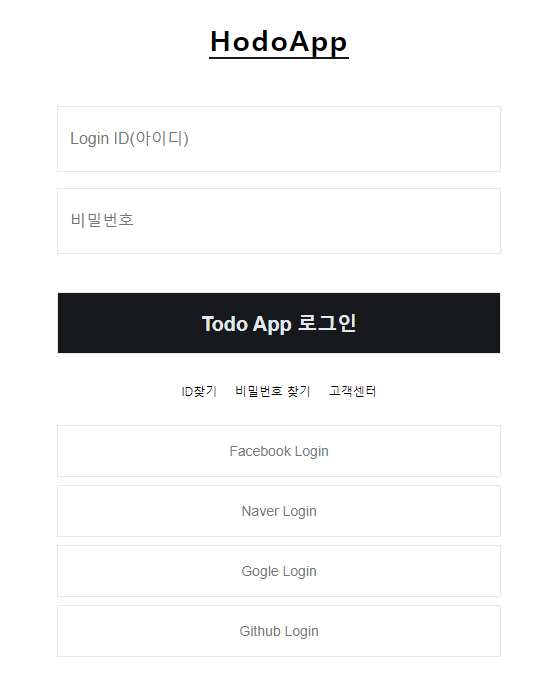 HodoApp
Login ID(아이디)
비밀번호
Todo App 로그인
ID찾기 비밀번호 찾기 고객센터
Facebook Login
Naver Login
Gogle Login
Github Login